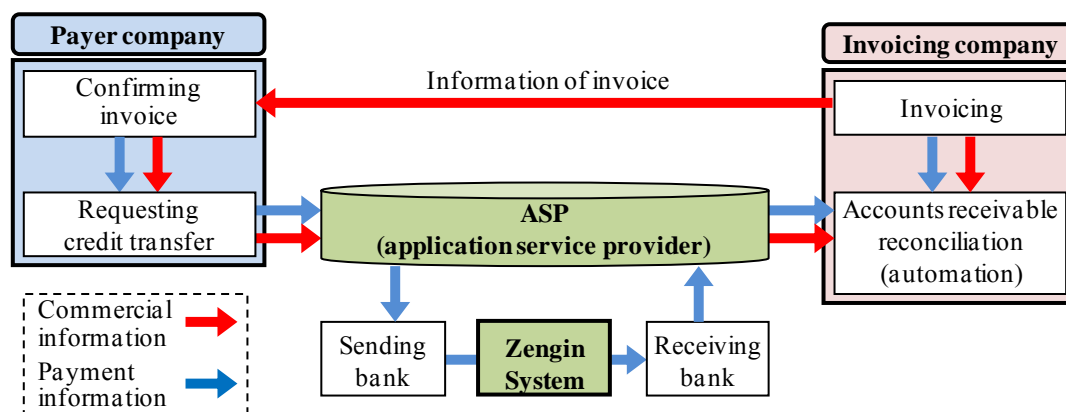 Payer company
Invoicing company
Confirming
invoice
Information of invoice
Invoicing
Requesting
credit transfer
ASP
(application service provider)
Accounts receivable
reconciliation
(automation)
Commercial
information
Payment
information
Sending
bank
Zengin
System
Receiving
bank